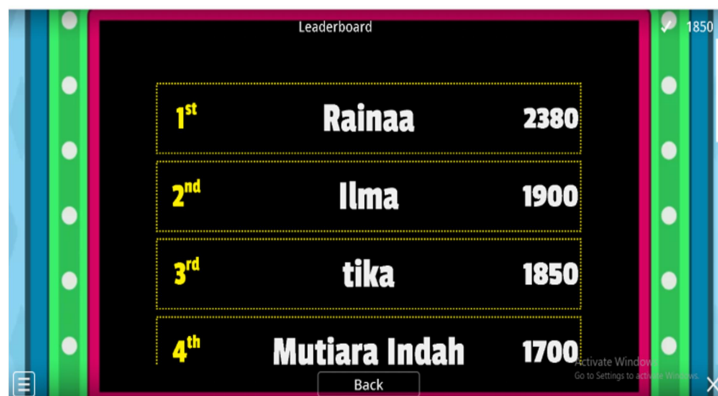 Leaderboard
✓ 1850
1st Rainaa 2380
2nd Ilma 1900
3rd tika 1850
4th Mutiara Indah 1700
Activate Windows
Go to Settings to activate Windows.
Back
X